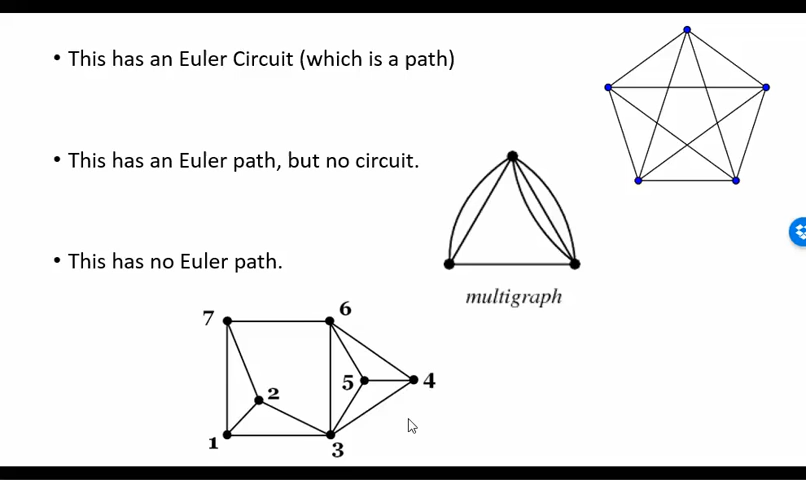 • This has an Euler Circuit (which is a path)
• This has an Euler path, but no circuit.
• This has no Euler path.
multigraph
7
6
5
4
2
1
3